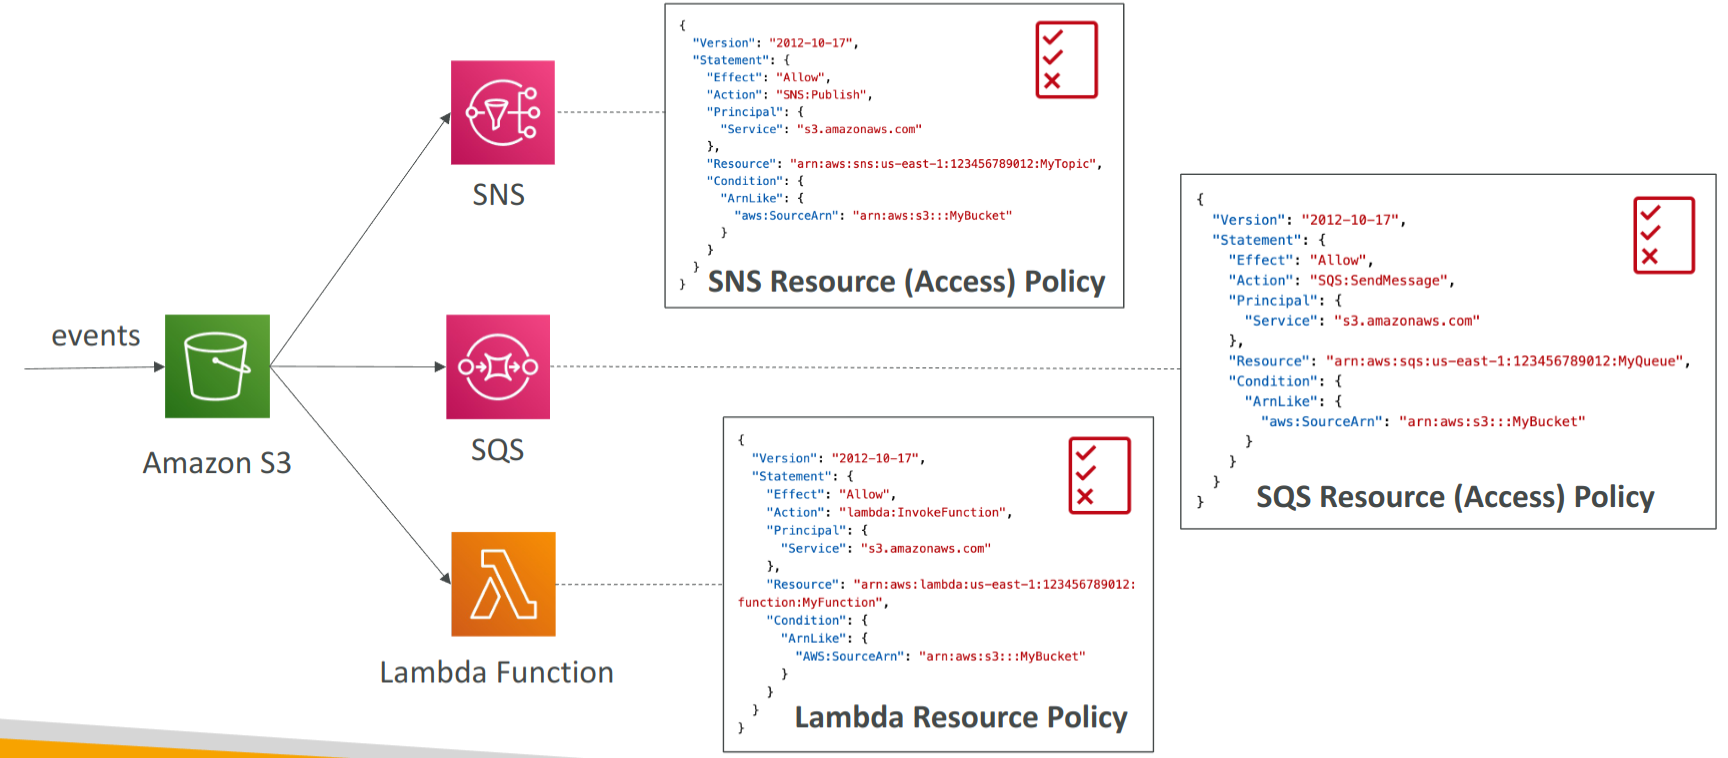 events
Amazon S3
SNS
SQS
Lambda Function
{
"Version": "2012-10-17",
"Statement": {
"Effect": "Allow",
"Action": "SNS:Publish",
"Principal": {
"Service": "s3.amazonaws.com"
},
"Resource": "arn:aws:sns:us-east-1:123456789012:MyTopic",
"Condition": {
"ArnLike": {
"aws:SourceArn": "arn:aws:s3:::MyBucket"
}
}
}
}
SNS Resource (Access) Policy
{
"Version": "2012-10-17",
"Statement": {
"Effect": "Allow",
"Action": "SQS:SendMessage",
"Principal": {
"Service": "s3.amazonaws.com"
},
"Resource": "arn:aws:sqs:us-east-1:123456789012:MyQueue",
"Condition": {
"ArnLike": {
"aws:SourceArn": "arn:aws:s3:::MyBucket"
}
}
}
}
SQS Resource (Access) Policy
{
"Version": "2012-10-17",
"Statement": {
"Effect": "Allow",
"Action": "lambda:InvokeFunction",
"Principal": {
"Service": "s3.amazonaws.com"
},
"Resource": "arn:aws:lambda:us-east-1:123456789012:
function:MyFunction",
"Condition": {
"ArnLike": {
"AWS:SourceArn": "arn:aws:s3:::MyBucket"
}
}
}
}
Lambda Resource Policy